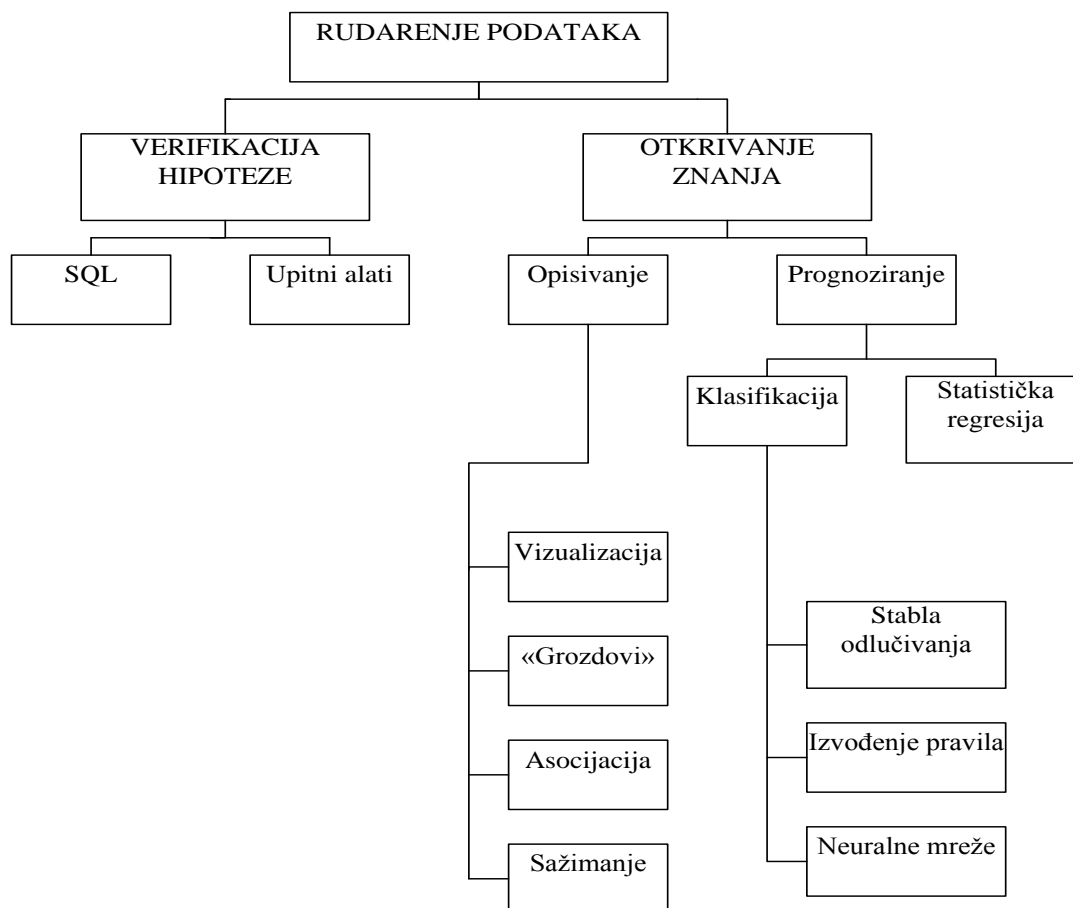 RUDARENJE PODATAKA
VERIFIKACIJA
HIPOTEZE
OTKRIVANJE
ZNANJA
SQL
Upitni alati
Opisivanje
Prognoziranje
Klasifikacija
Statistička
regresija
Vizualizacija
«Grozdovi»
Asocijacija
Sažimanje
Stabla
odlučivanja
Izvođenje pravila
Neuralne mreže